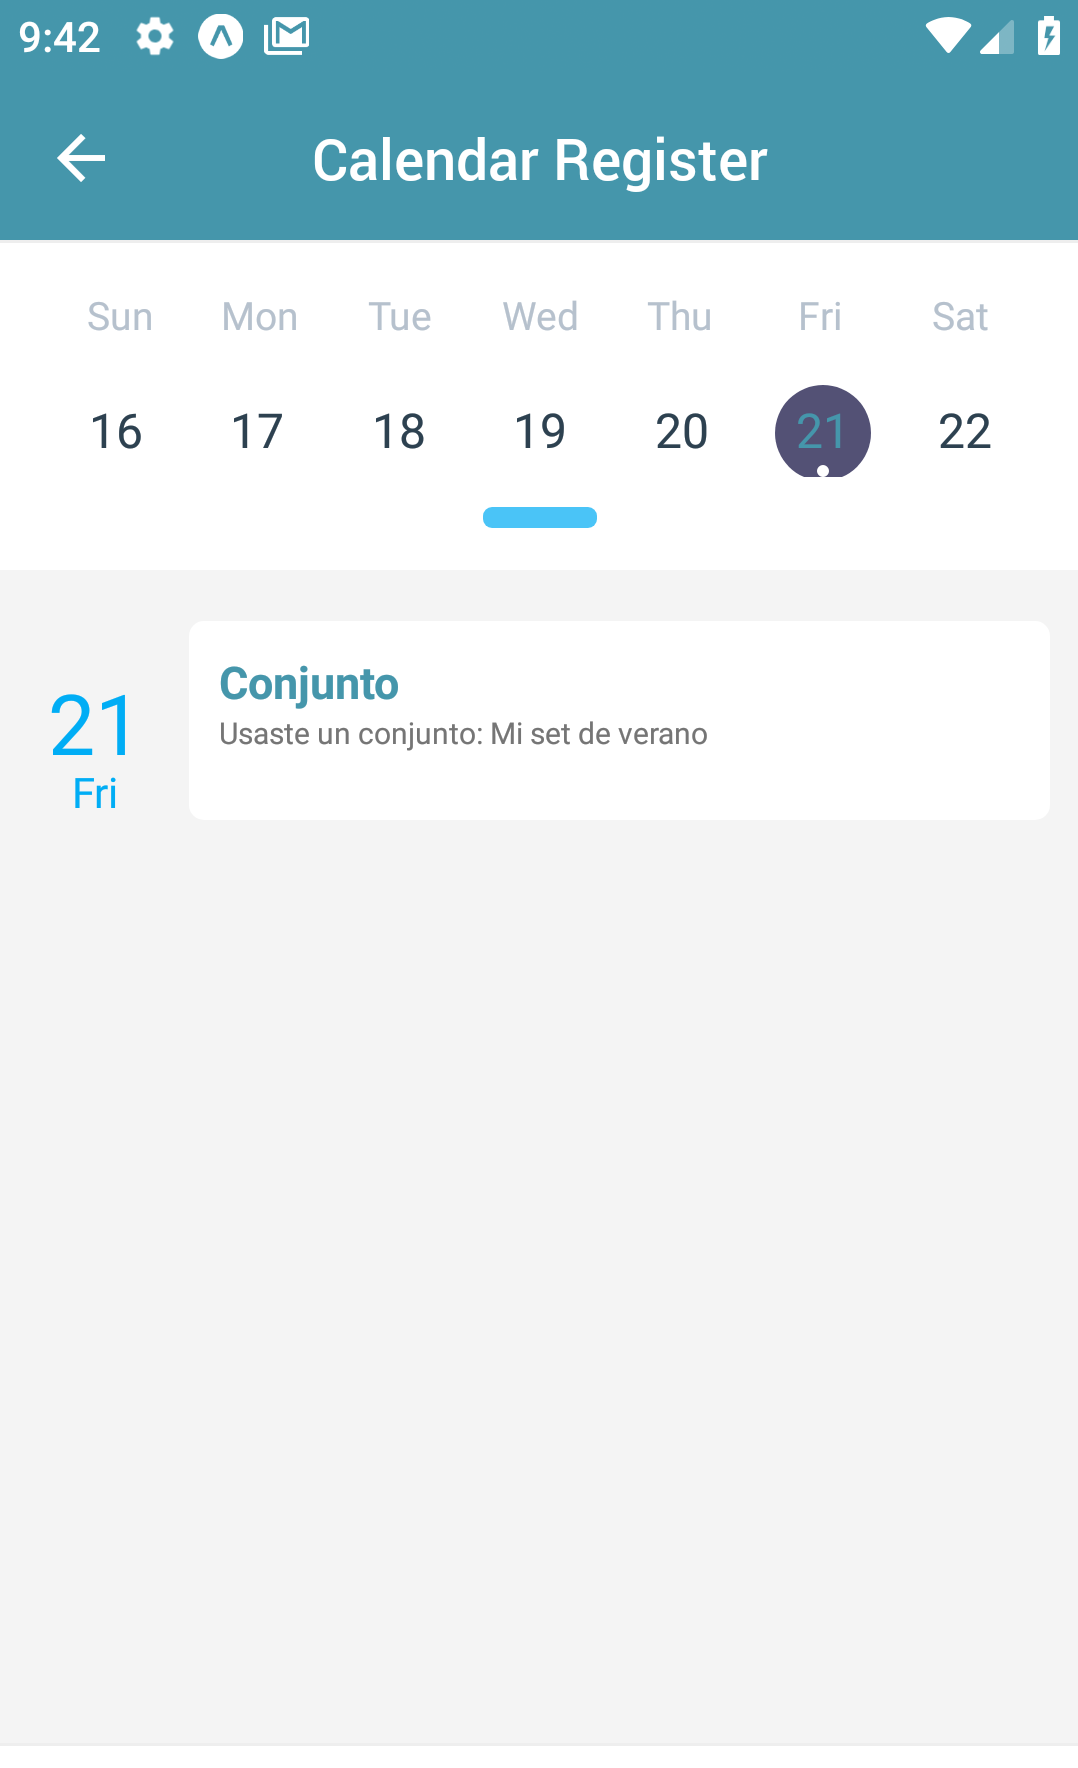 9:42
Calendar Register
Sun Mon Tue Wed Thu Fri Sat
16 17 18 19 20 21 22
21
Fri
Conjunto
Usaste un conjunto: Mi set de verano